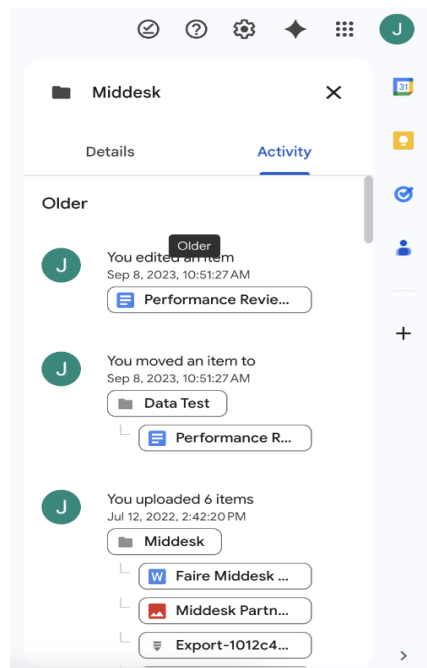 J
Middesk
31
Details
Activity
Older
Older
J
You edited an item
Sep 8, 2023, 10:51:27 AM
Performance Revie...
J
You moved an item to
Sep 8, 2023, 10:51:27 AM
Data Test
Performance R...
J
You uploaded 6 items
Jul 12, 2022, 2:42:20 PM
Middesk
W Faire Middesk ...
Middesk Partn...
Export-1012c4...